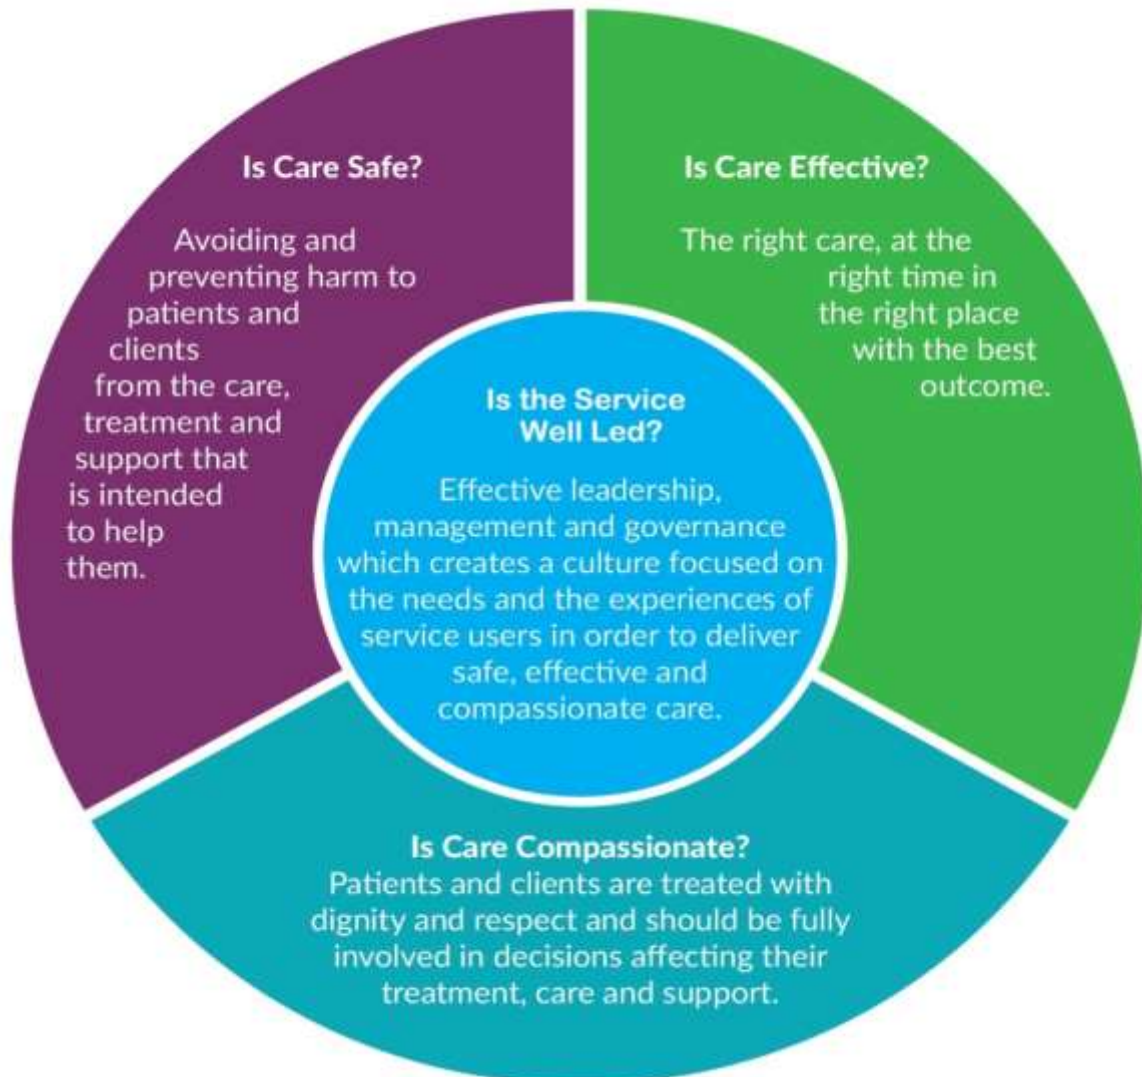 Is Care Safe?
Avoiding and
preventing harm to
patients and
clients
from the care,
treatment and
support that
is intended
to help
them.
Is Care Effective?
The right care, at the
right time in
the right place
with the best
outcome.
Is the Service
Well Led?
Effective leadership,
management and governance
which creates a culture focused on
the needs and the experiences of
service users in order to deliver
safe, effective and
compassionate care.
Is Care Compassionate?
Patients and clients are treated with
dignity and respect and should be fully
involved in decisions affecting their
treatment, care and support.